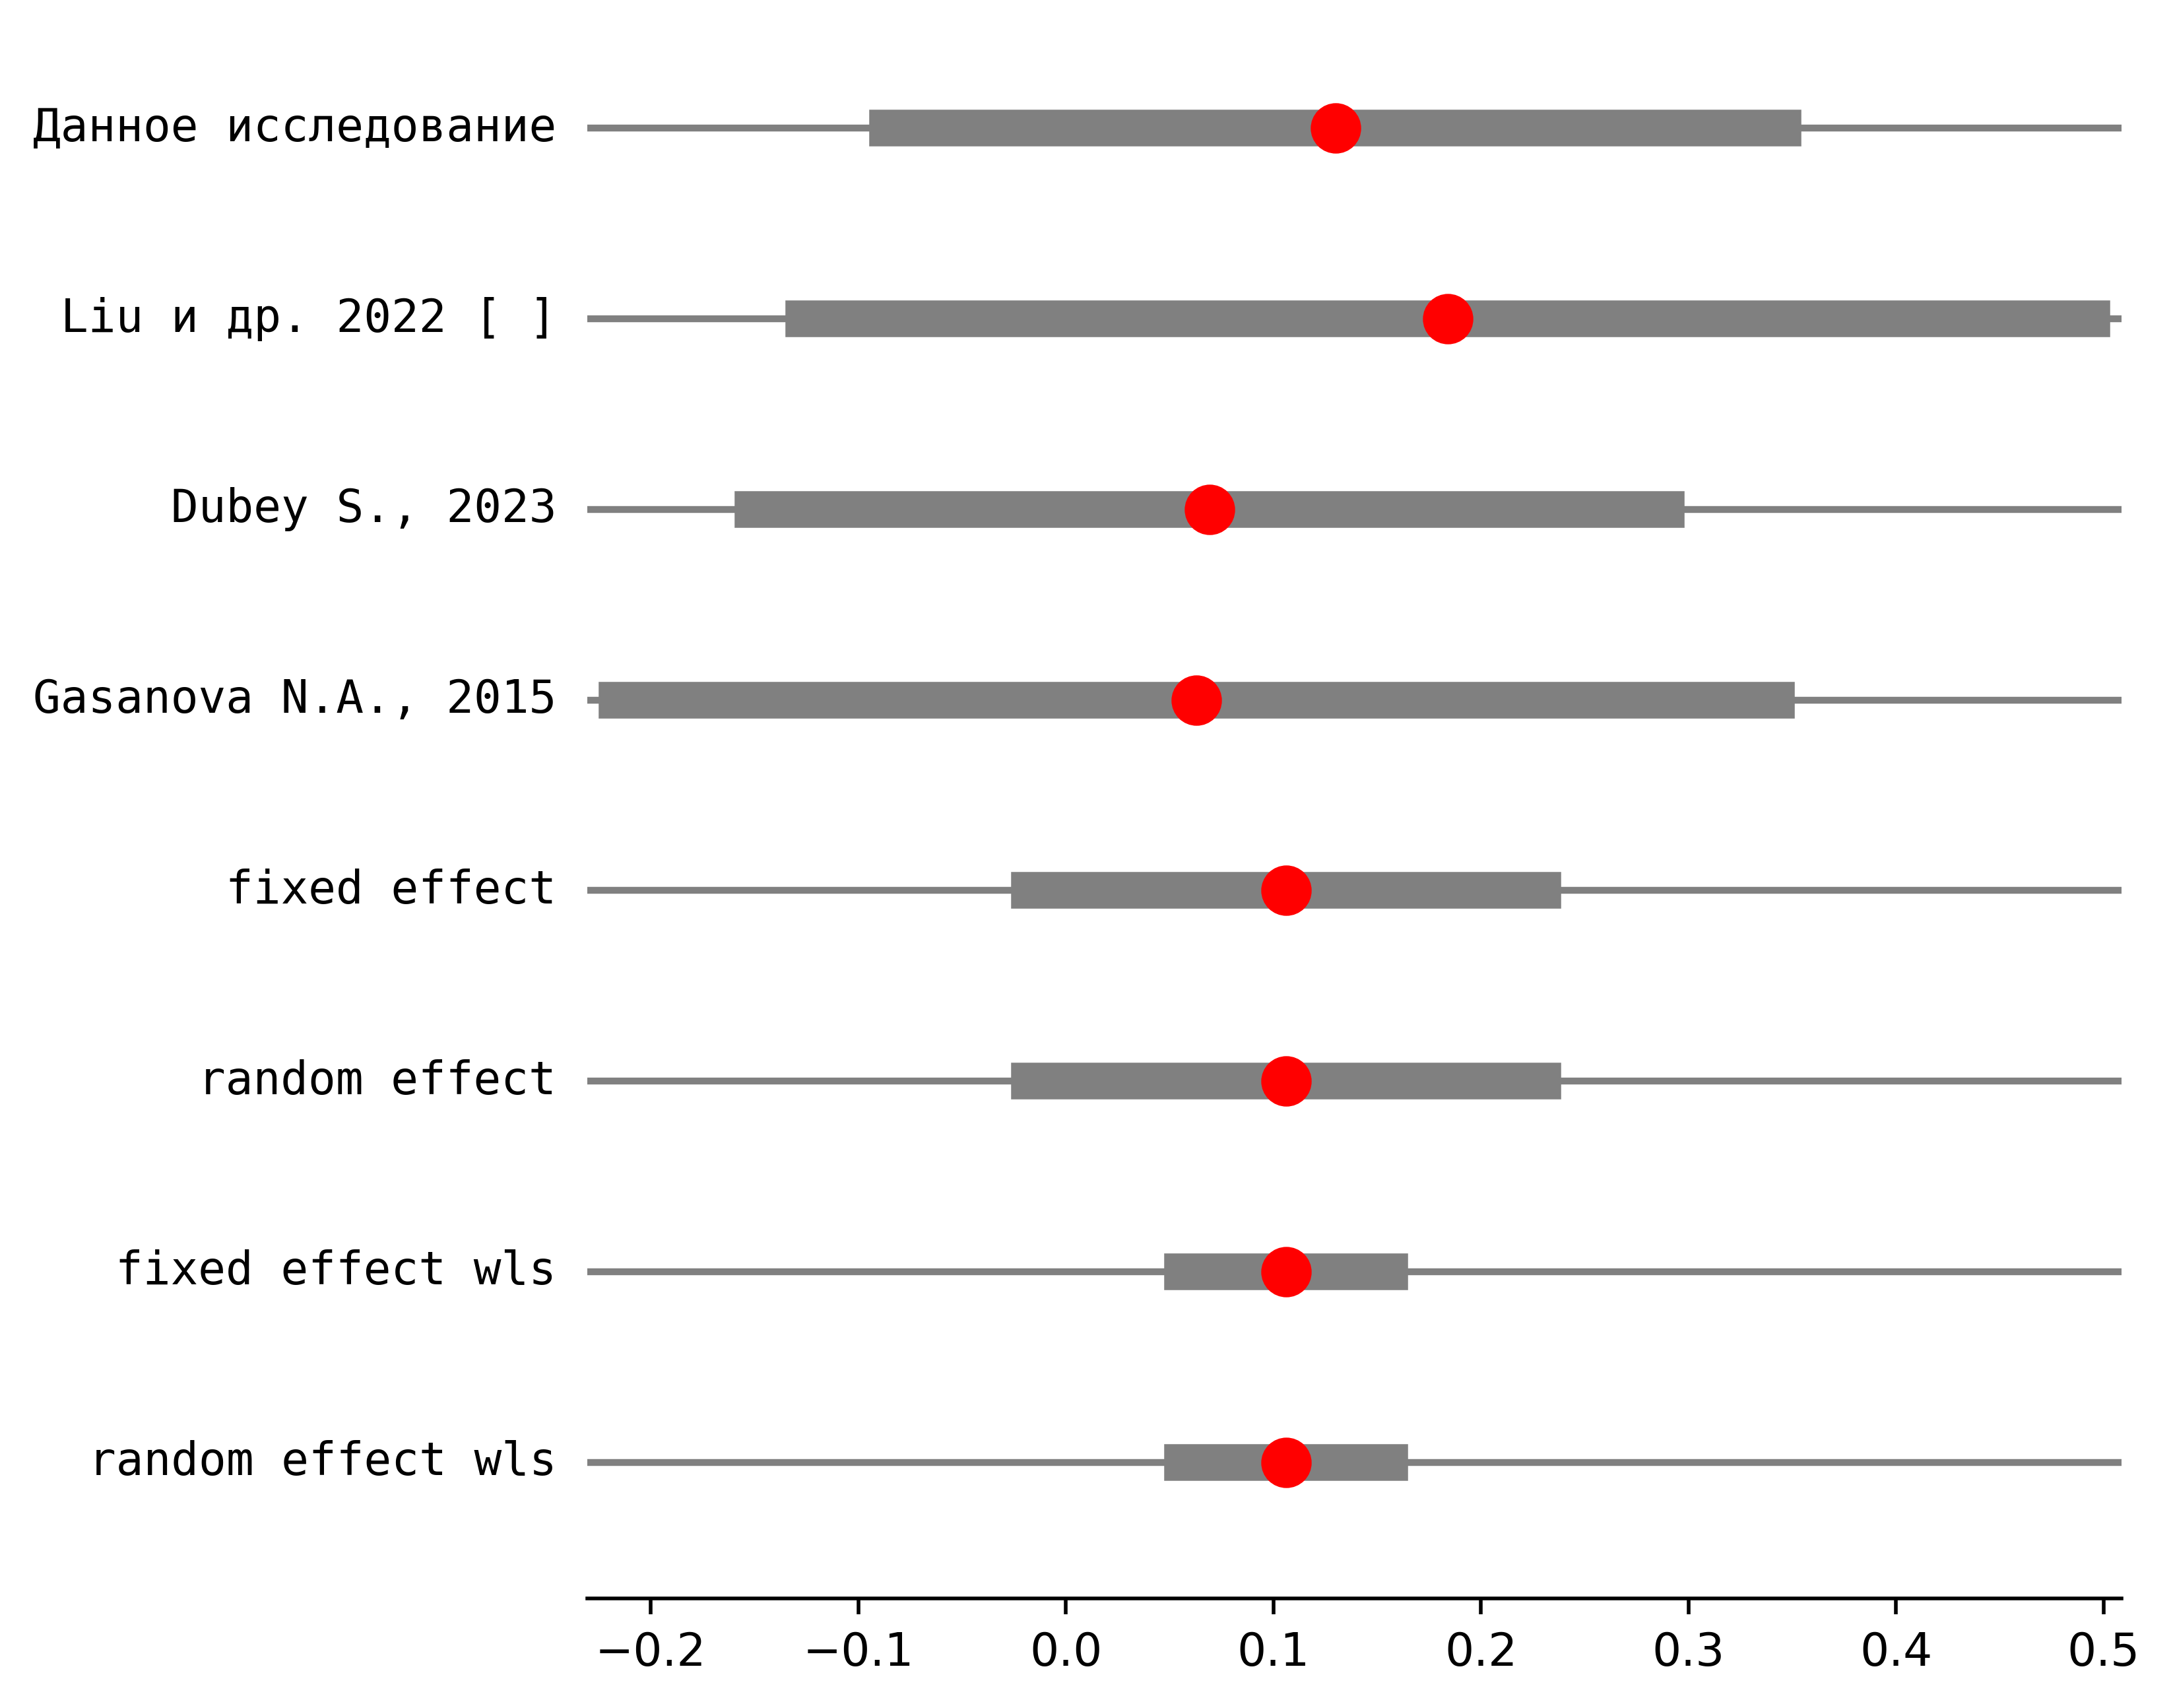 Данное исследование
Liu и др. 2022 [ ]
Dubey S., 2023
Gasanova N.A., 2015
fixed effect
random effect
fixed effect wls
random effect wls
−0.2 −0.1 0.0 0.1 0.2 0.3 0.4 0.5